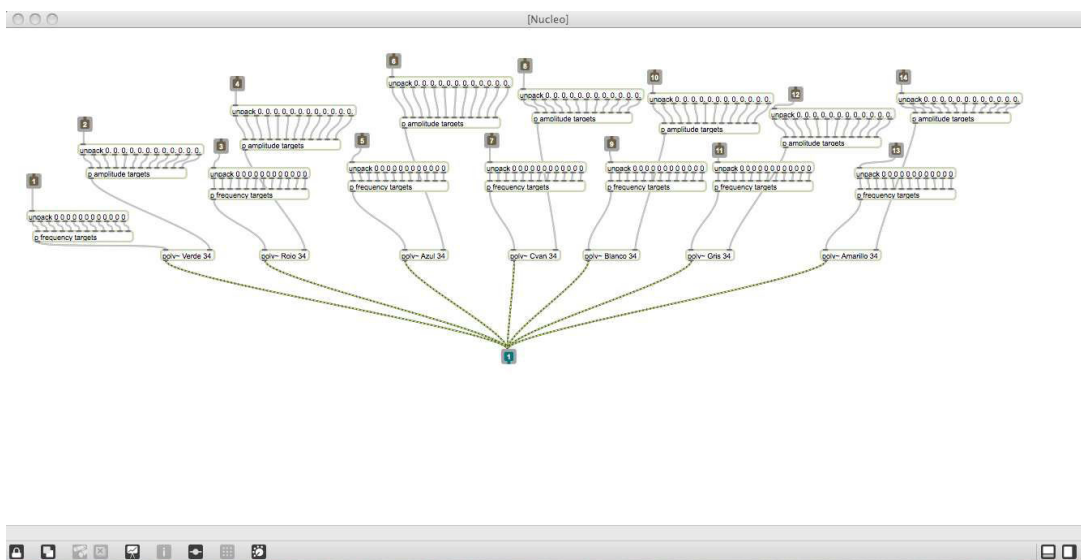 [Nucleo]
6
8
10
14
4
12
unpack 0. 0. 0. 0. 0. 0. 0. 0. 0. 0. 0. 0.
unpack 0. 0. 0. 0. 0. 0. 0. 0. 0. 0. 0. 0.
unpack 0. 0. 0. 0. 0. 0. 0. 0. 0. 0. 0. 0.
unpack 0. 0. 0. 0. 0. 0. 0. 0. 0. 0. 0. 0.
unpack 0. 0. 0. 0. 0. 0. 0. 0. 0. 0. 0. 0.
unpack 0. 0. 0. 0. 0. 0. 0. 0. 0. 0. 0. 0.
p amplitude targets
p amplitude targets
p amplitude targets
p amplitude targets
2
p amplitude targets
p amplitude targets
3
5
7
9
11
13
unpack 0. 0. 0. 0. 0. 0. 0. 0. 0. 0. 0. 0.
p amplitude targets
unpack 0 0 0 0 0 0 0 0 0 0 0 0
unpack 0 0 0 0 0 0 0 0 0 0 0 0
unpack 0 0 0 0 0 0 0 0 0 0 0 0
unpack 0 0 0 0 0 0 0 0 0 0 0 0
unpack 0 0 0 0 0 0 0 0 0 0 0 0
unpack 0 0 0 0 0 0 0 0 0 0 0 0
1
p frequency targets
p frequency targets
p frequency targets
p frequency targets
p frequency targets
p frequency targets
unpack 0 0 0 0 0 0 0 0 0 0 0 0
p frequency targets
poly~ Verde 34
poly~ Rojo 34
poly~ Azul 34
poly~ Cyan 34
poly~ Blanco 34
poly~ Gris 34
poly~ Amarillo 34
1